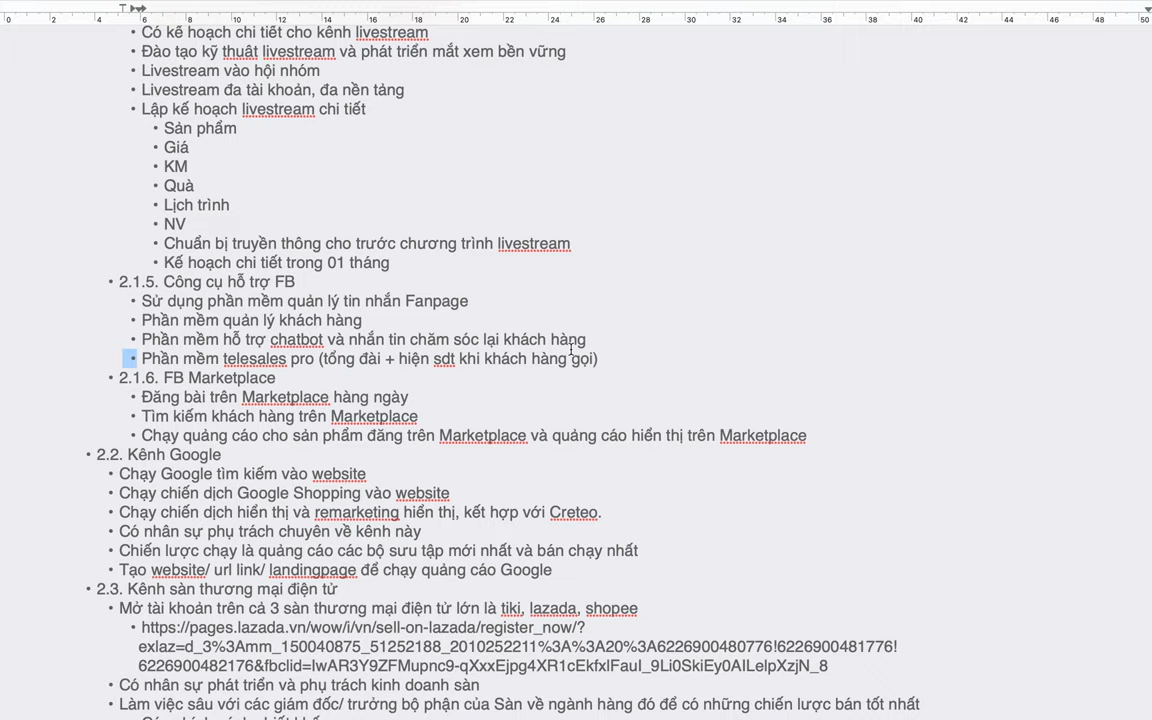 0 2 4 6 8 10 12 14 16 18 20 22 24 26 28 30 32 34 36 38 40 42 44 46 48 50
• Có kế hoạch chi tiết cho kênh livestream
• Đào tạo kỹ thuật livestream và phát triển mắt xem bền vững
• Livestream vào hội nhóm
• Livestream đa tài khoản, đa nền tảng
• Lập kế hoạch livestream chi tiết
• Sản phẩm
• Giá
• KM
• Quà
• Lịch trình
• NV
• Chuẩn bị truyền thông cho trước chương trình livestream
• Kế hoạch chi tiết trong 01 tháng
• 2.1.5. Công cụ hỗ trợ FB
• Sử dụng phần mềm quản lý tin nhắn Fanpage
• Phần mềm quản lý khách hàng
• Phần mềm hỗ trợ chatbot và nhắn tin chăm sóc lại khách hàng
• Phần mềm telesales pro (tổng đài + hiện sdt khi khách hàng gọi)
• 2.1.6. FB Marketplace
• Đăng bài trên Marketplace hàng ngày
• Tìm kiếm khách hàng trên Marketplace
• Chạy quảng cáo cho sản phẩm đăng trên Marketplace và quảng cáo hiển thị trên Marketplace
• 2.2. Kênh Google
• Chạy Google tìm kiếm vào website
• Chạy chiến dịch Google Shopping vào website
• Chạy chiến dịch hiển thị và remarketing hiển thị, kết hợp với Creteo.
• Có nhân sự phụ trách chuyên về kênh này
• Chiến lược chạy là quảng cáo các bộ sưu tập mới nhất và bán chạy nhất
• Tạo website/ url link/ landingpage để chạy quảng cáo Google
• 2.3. Kênh sàn thương mại điện tử
• Mở tài khoản trên cả 3 sàn thương mại điện tử lớn là tiki, lazada, shopee
• https://pages.lazada.vn/wow/i/vn/sell-on-lazada/register_now/?
exlaz=d_3%3Amm_150040875_51252188_2010252211%3A%3A20%3A6226900480776!6226900481776!
6226900482176&fbclid=IwAR3Y9ZFMupnc9-qXxxEjpg4XR1cEkfxlFauI_9Li0SkiEy0AILelpXzjN_8
• Có nhân sự phát triển và phụ trách kinh doanh sàn
• Làm việc sâu với các giám đốc/ trưởng bộ phận của Sàn về ngành hàng đó để có những chiến lược bán tốt nhất